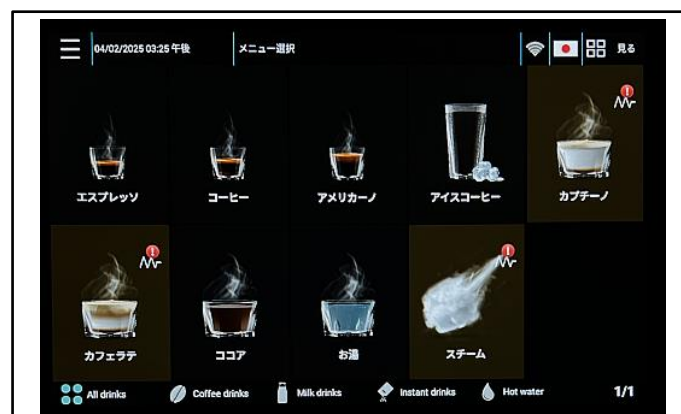 04/02/2025 03:25 午後
メニュー選択
見る
エスプレッソ
コーヒー
アメリカーノ
アイスコーヒー
カプチーノ
カフェラテ
ココア
お湯
スチーム
All drinks
Coffee drinks
Milk drinks
Instant drinks
Hot water
1/1